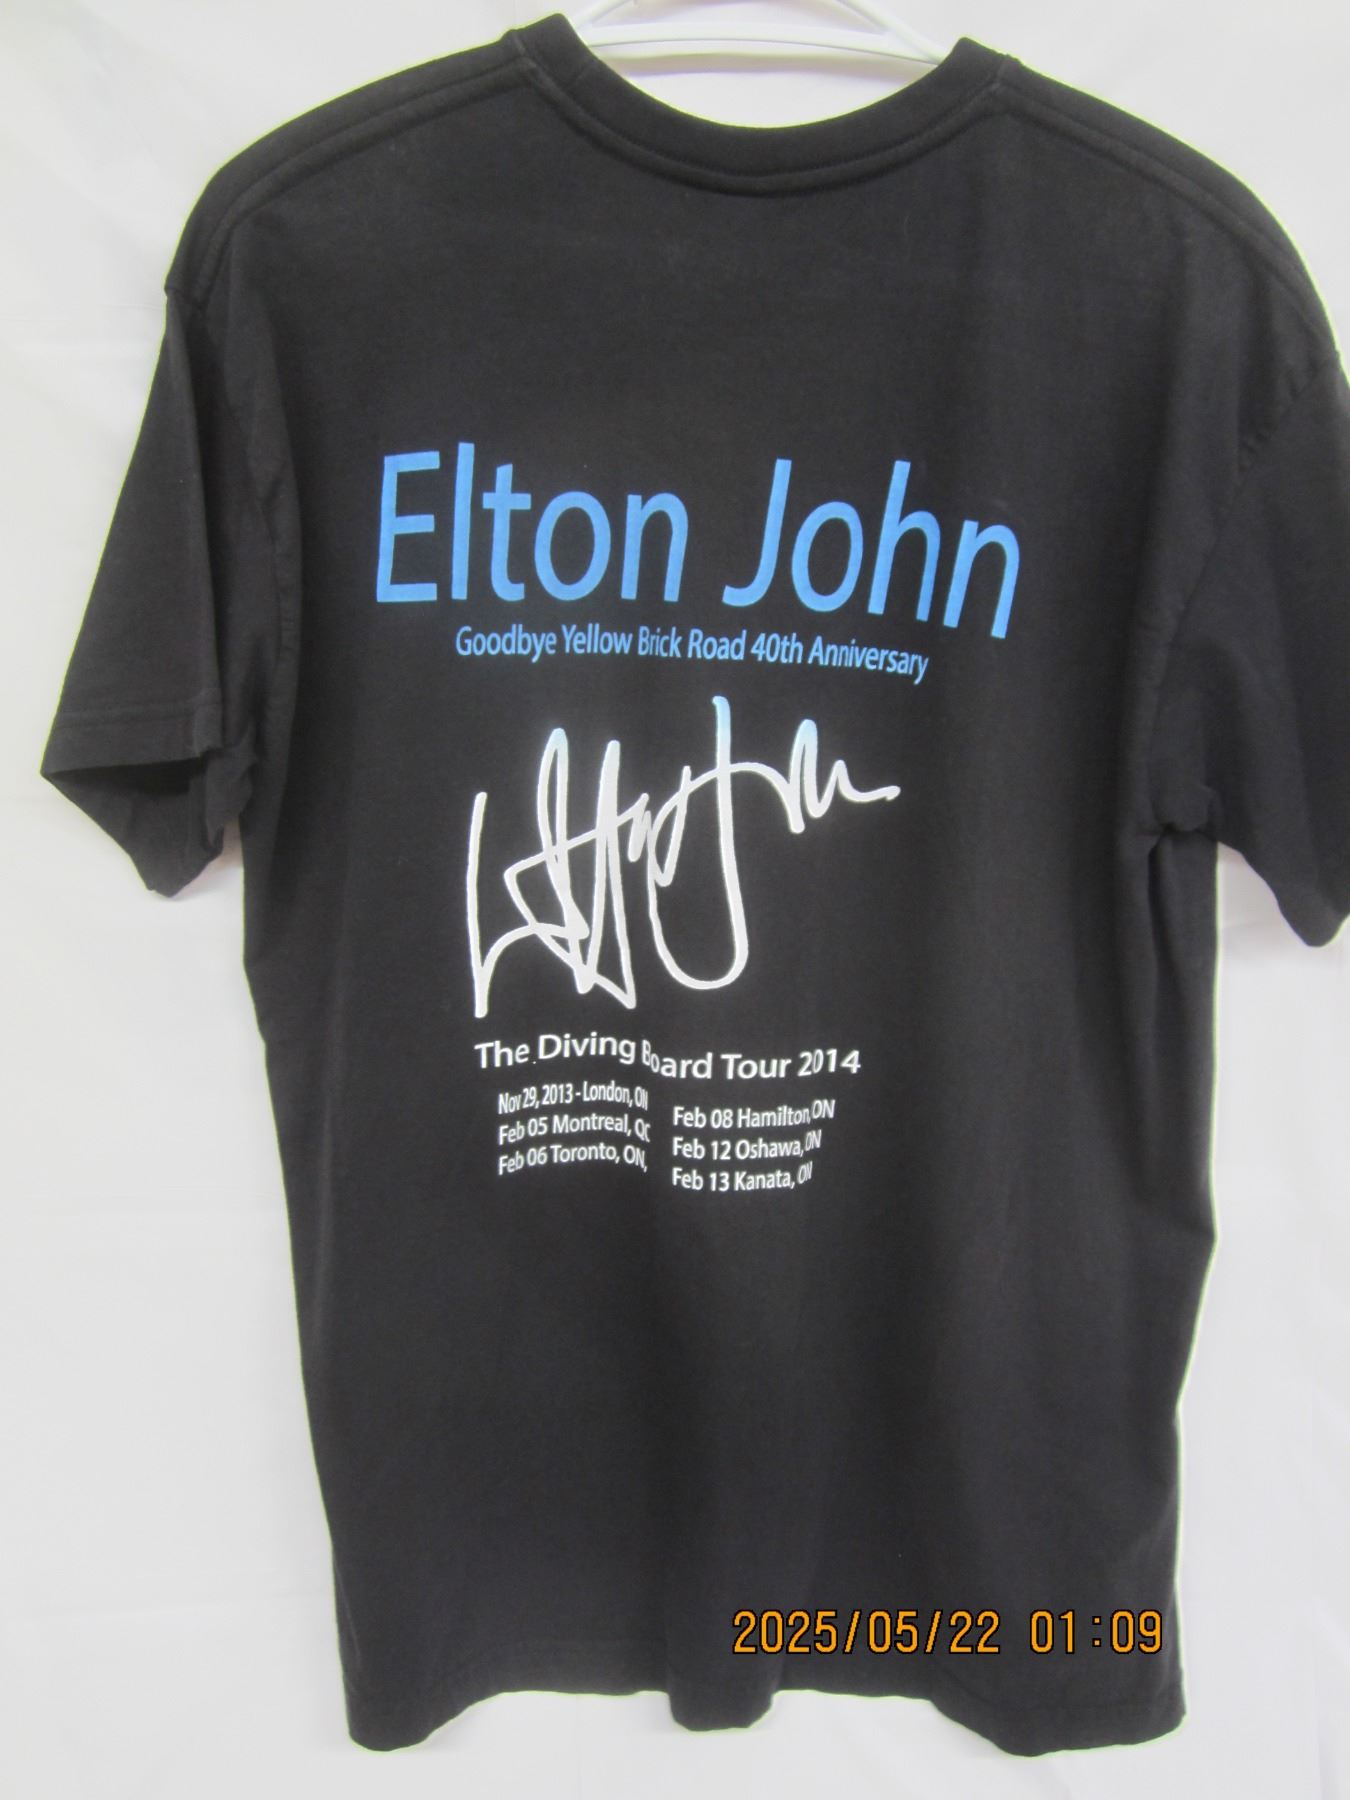 Elton John
Goodbye Yellow Brick Road 40th Anniversary
The Diving Board Tour 2014
Nov 29, 2013 - London, ON
Feb 05 Montreal, QC
Feb 06 Toronto, ON,
Feb 08 Hamilton, ON
Feb 12 Oshawa, ON
Feb 13 Kanata, ON
2025/05/22 01:09